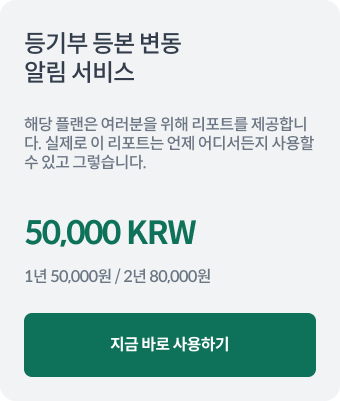 등기부 등본 변동
알림 서비스
해당 플랜은 여러분을 위해 리포트를 제공합니
다. 실제로 이 리포트는 언제 어디서든지 사용할
수 있고 그렇습니다.
50,000 KRW
1년 50,000원 / 2년 80,000원
지금 바로 사용하기